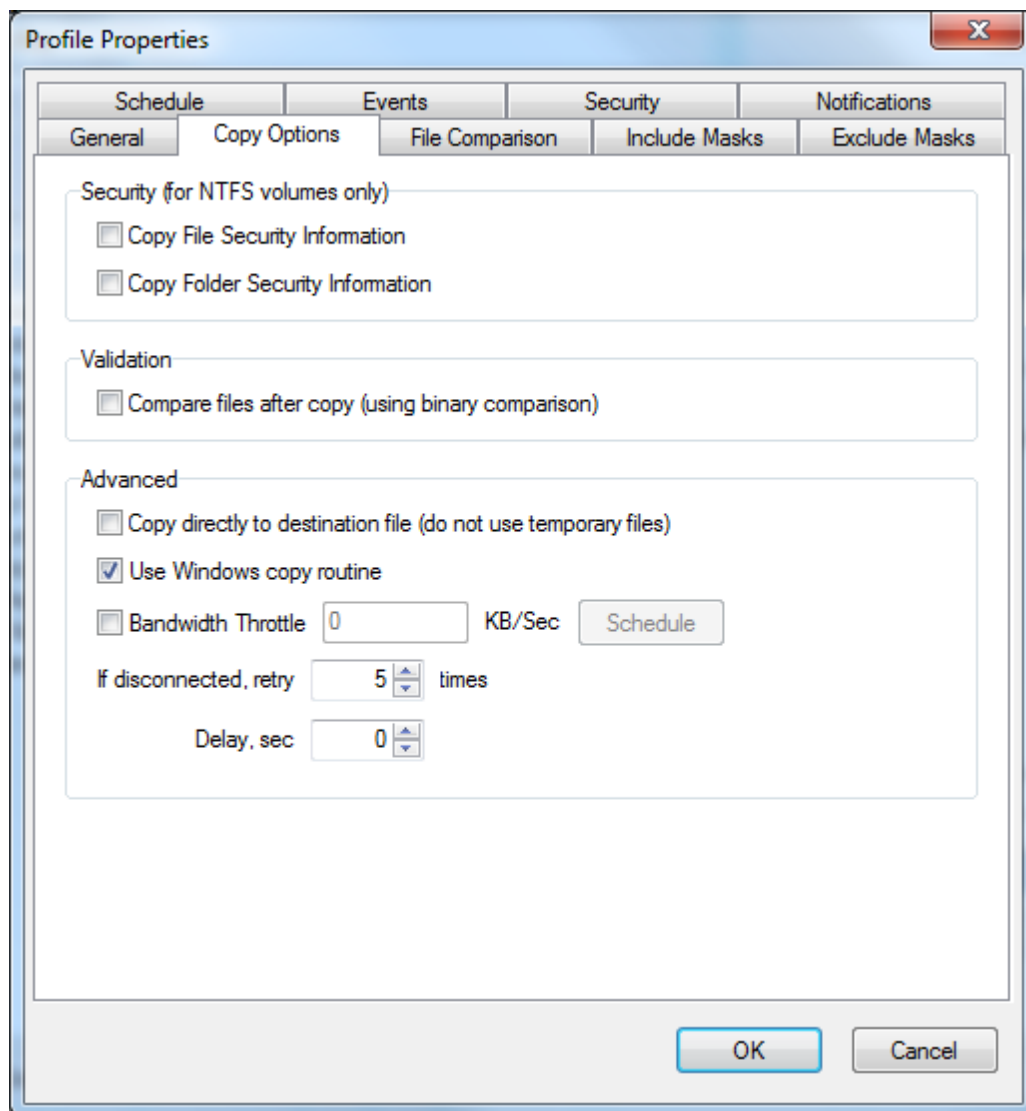 Profile Properties
Schedule Events Security Notifications
General Copy Options File Comparison Include Masks Exclude Masks
Security (for NTFS volumes only)
Copy File Security Information
Copy Folder Security Information
Validation
Compare files after copy (using binary comparison)
Advanced
Copy directly to destination file (do not use temporary files)
Use Windows copy routine
Bandwidth Throttle 0 KB/Sec Schedule
If disconnected, retry 5 times
Delay, sec 0
OK Cancel